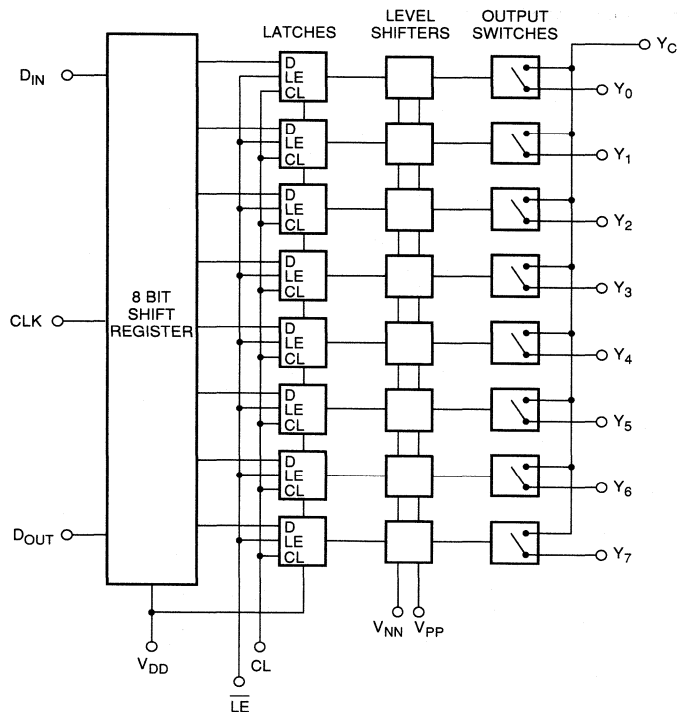 LATCHES
LEVEL
SHIFTERS
OUTPUT
SWITCHES
Y_C
D_IN
D
LE
CL
Y_0
D
LE
CL
Y_1
D
LE
CL
Y_2
D
LE
CL
Y_3
8 BIT
SHIFT
REGISTER
CLK
D
LE
CL
Y_4
D
LE
CL
Y_5
D
LE
CL
Y_6
D_OUT
D
LE
CL
Y_7
V_NN
V_PP
V_DD
CL
L̅E̅